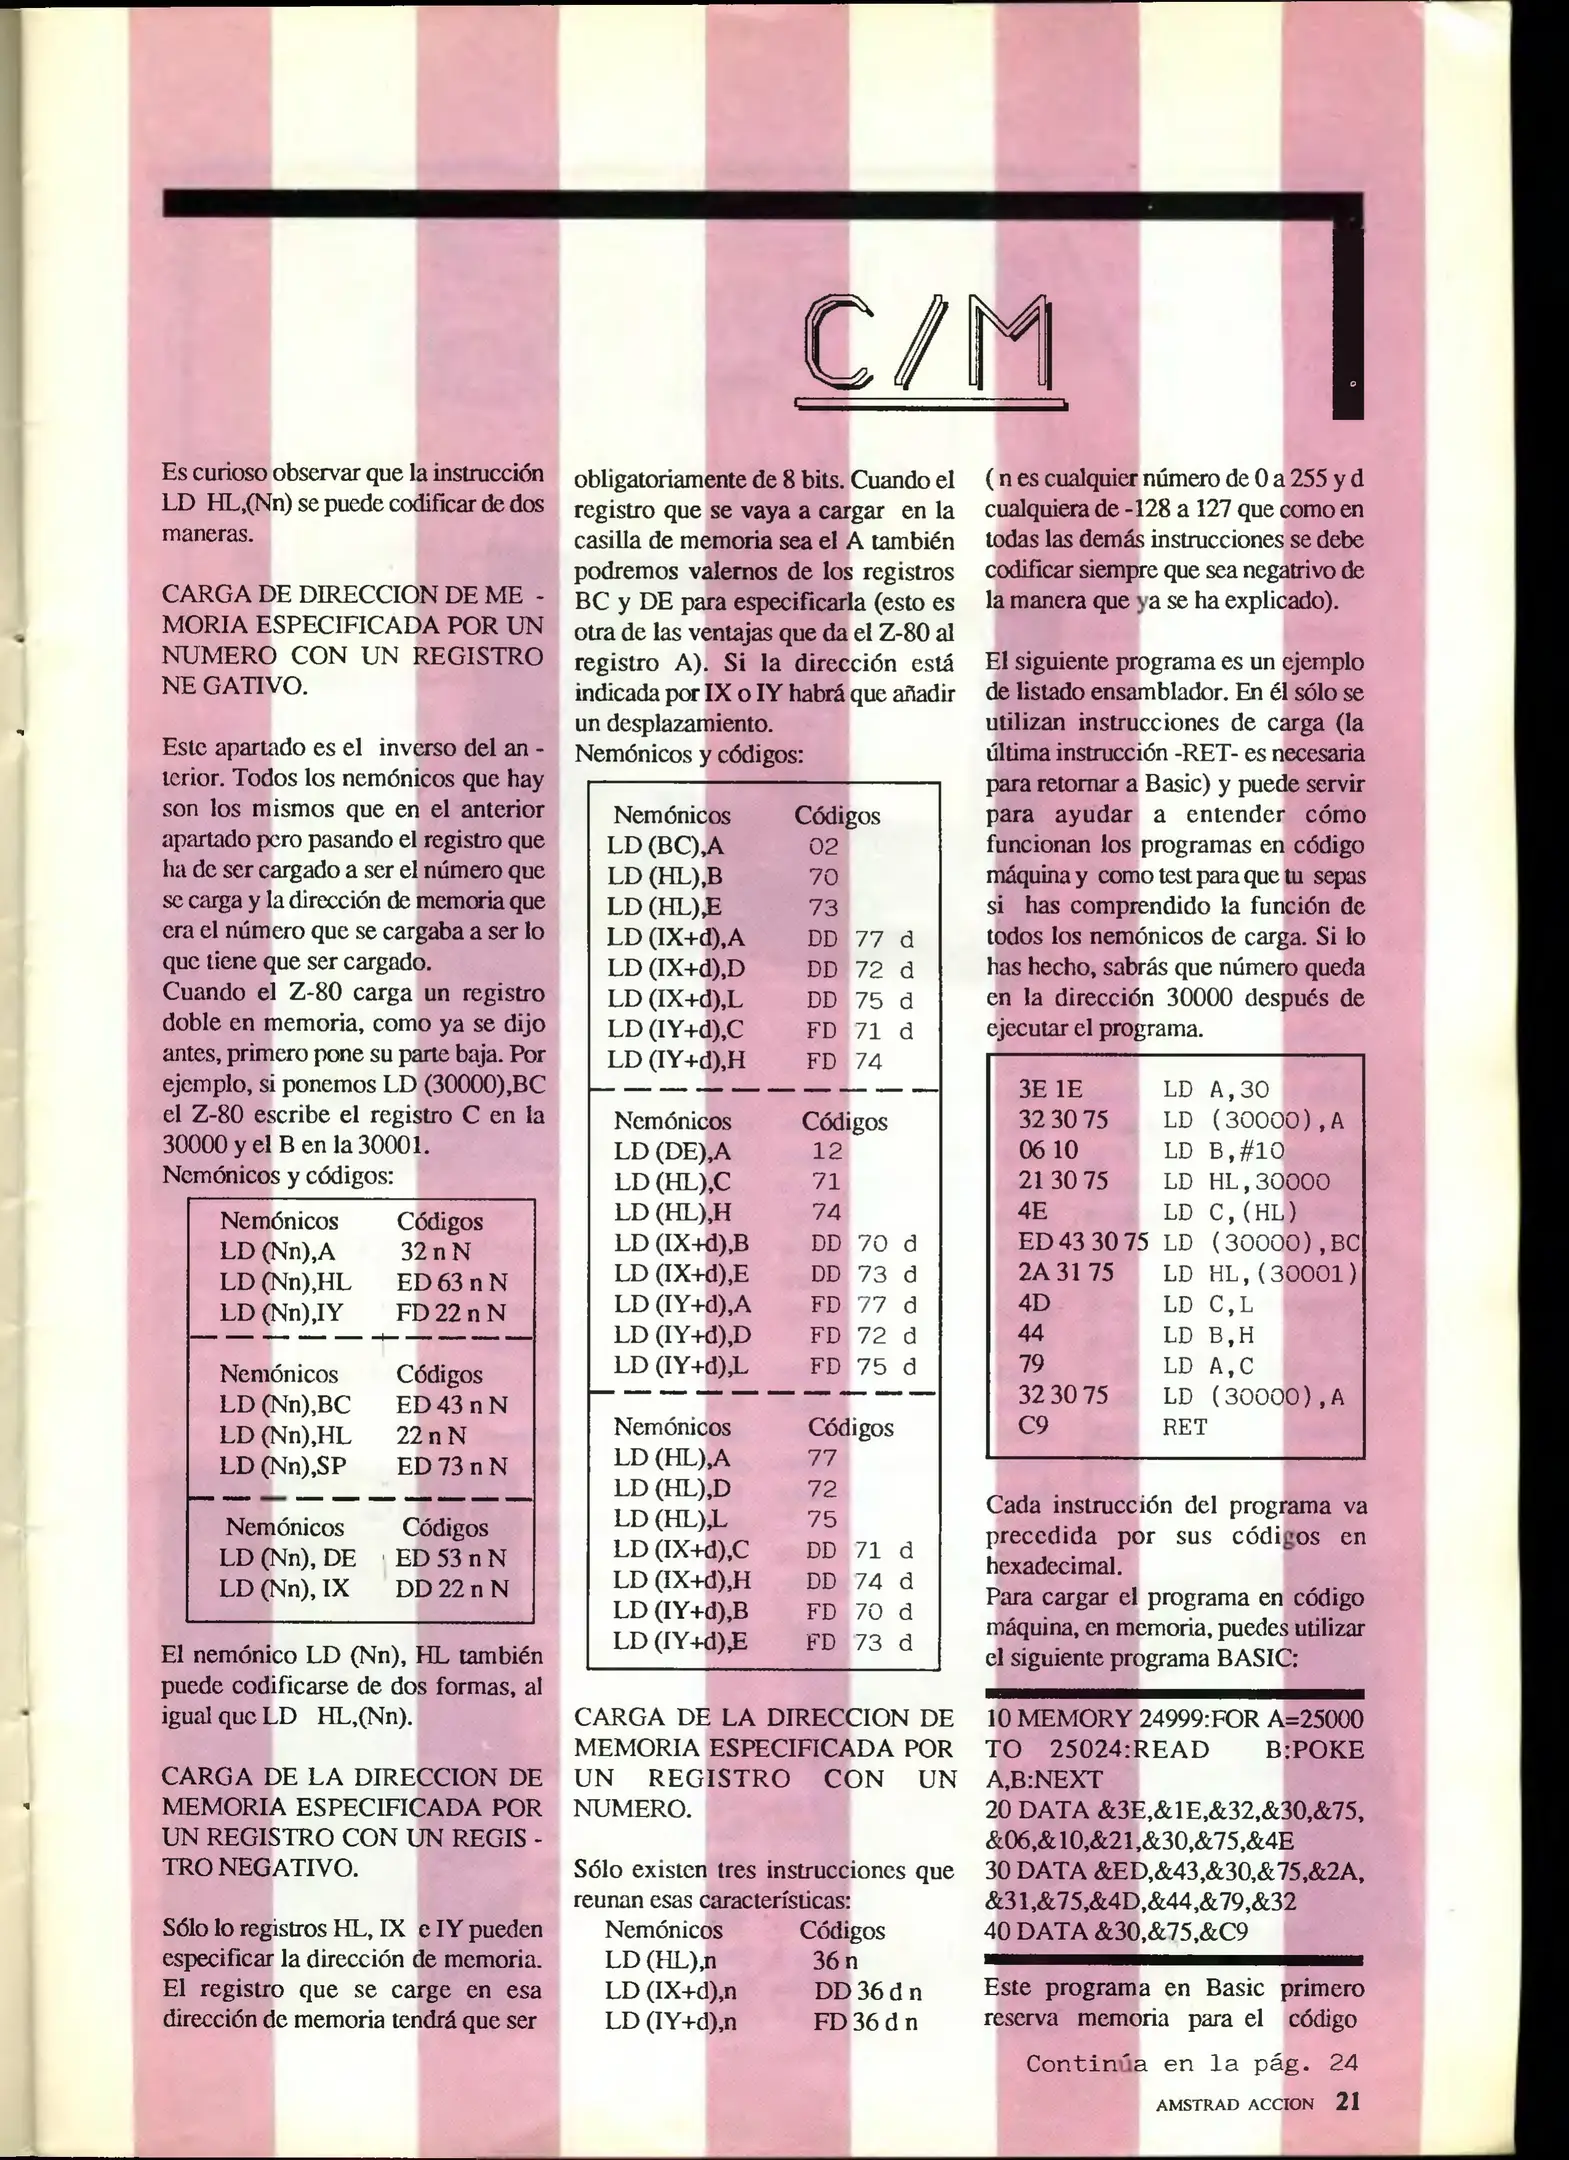 C/M
Es curioso observar que la instrucción
LD HL,(Nn) se puede codificar de dos
maneras.
CARGA DE DIRECCION DE ME -
MORIA ESPECIFICADA POR UN
NUMERO CON UN REGISTRO
NE GATIVO.
Este apartado es el inverso del an -
terior. Todos los nemónicos que hay
son los mismos que en el anterior
apartado pero pasando el registro que
ha de ser cargado a ser el número que
se carga y la dirección de memoria que
era el número que se cargaba a ser lo
que tiene que ser cargado.
Cuando el Z-80 carga un registro
doble en memoria, como ya se dijo
antes, primero pone su parte baja. Por
ejemplo, si ponemos LD (30000),BC
el Z-80 escribe el registro C en la
30000 y el B en la 30001.
Nemónicos y códigos:
Nemónicos Códigos
LD (Nn),A 32 n N
LD (Nn),HL ED 63 n N
LD (Nn),IY FD 22 n N
Nemónicos Códigos
LD (Nn),BC ED 43 n N
LD (Nn),HL 22 n N
LD (Nn),SP ED 73 n N
Nemónicos Códigos
LD (Nn), DE ED 53 n N
LD (Nn), IX DD 22 n N
El nemónico LD (Nn), HL también
puede codificarse de dos formas, al
igual que LD HL,(Nn).
CARGA DE LA DIRECCION DE
MEMORIA ESPECIFICADA POR
UN REGISTRO CON UN REGIS -
TRO NEGATIVO.
Sólo lo registros HL, IX e IY pueden
especificar la dirección de memoria.
El registro que se carge en esa
dirección de memoria tendrá que ser
obligatoriamente de 8 bits. Cuando el
registro que se vaya a cargar en la
casilla de memoria sea el A también
podremos valernos de los registros
BC y DE para especificarla (esto es
otra de las ventajas que da el Z-80 al
registro A). Si la dirección está
indicada por IX o IY habrá que añadir
un desplazamiento.
Nemónicos y códigos:
Nemónicos Códigos
LD (BC),A 02
LD (HL),B 70
LD (HL),E 73
LD (IX+d),A DD 77 d
LD (IX+d),D DD 72 d
LD (IX+d),L DD 75 d
LD (IY+d),C FD 71 d
LD (IY+d),H FD 74
Nemónicos Códigos
LD (DE),A 12
LD (HL),C 71
LD (HL),H 74
LD (IX+d),B DD 70 d
LD (IX+d),E DD 73 d
LD (IY+d),A FD 77 d
LD (IY+d),D FD 72 d
LD (IY+d),L FD 75 d
Nemónicos Códigos
LD (HL),A 77
LD (HL),D 72
LD (HL),L 75
LD (IX+d),C DD 71 d
LD (IX+d),H DD 74 d
LD (IY+d),B FD 70 d
LD (IY+d),E FD 73 d
CARGA DE LA DIRECCION DE
MEMORIA ESPECIFICADA POR
UN REGISTRO CON UN
NUMERO.
Sólo existen tres instrucciones que
reunan esas características:
Nemónicos Códigos
LD (HL),n 36 n
LD (IX+d),n DD 36 d n
LD (IY+d),n FD 36 d n
( n es cualquier número de 0 a 255 y d
cualquiera de -128 a 127 que como en
todas las demás instrucciones se debe
codificar siempre que sea negatrivo de
la manera que ya se ha explicado).
El siguiente programa es un ejemplo
de listado ensamblador. En él sólo se
utilizan instrucciones de carga (la
última instrucción -RET- es necesaria
para retornar a Basic) y puede servir
para ayudar a entender cómo
funcionan los programas en código
máquina y como test para que tu sepas
si has comprendido la función de
todos los nemónicos de carga. Si lo
has hecho, sabrás que número queda
en la dirección 30000 después de
ejecutar el programa.
3E 1E LD A,30
32 30 75 LD (30000),A
06 10 LD B,#10
21 30 75 LD HL,30000
4E LD C,(HL)
ED 43 30 75 LD (30000),BC
2A 31 75 LD HL,(30001)
4D LD C,L
44 LD B,H
79 LD A,C
32 30 75 LD (30000),A
C9 RET
Cada instrucción del programa va
precedida por sus códigos en
hexadecimal.
Para cargar el programa en código
máquina, en memoria, puedes utilizar
el siguiente programa BASIC:
10 MEMORY 24999:FOR A=25000
TO 25024:READ B:POKE
A,B:NEXT
20 DATA &3E,&1E,&32,&30,&75,
&06,&10,&21,&30,&75,&4E
30 DATA &ED,&43,&30,&75,&2A,
&31,&75,&4D,&44,&79,&32
40 DATA &30,&75,&C9
Este programa en Basic primero
reserva memoria para el código
Continúa en la pág. 24
AMSTRAD ACCION 21